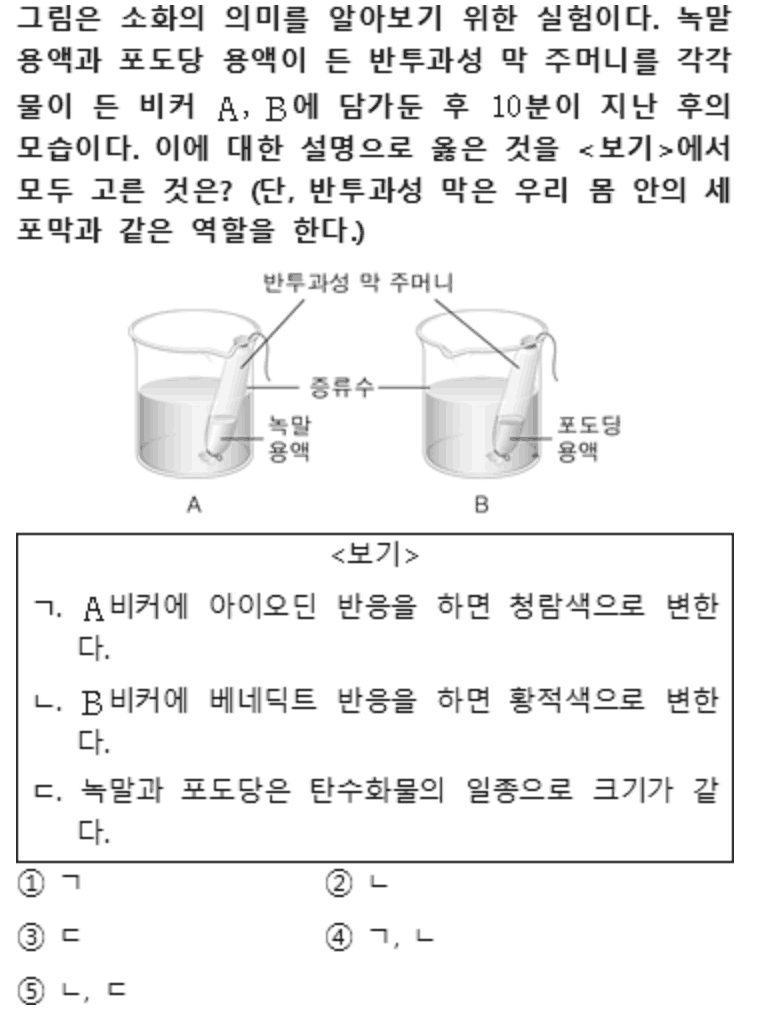 그림은 소화의 의미를 알아보기 위한 실험이다. 녹말
용액과 포도당 용액이 든 반투과성 막 주머니를 각각
물이 든 비커 A, B에 담가둔 후 10분이 지난 후의
모습이다. 이에 대한 설명으로 옳은 것을 <보기>에서
모두 고른 것은? (단, 반투과성 막은 우리 몸 안의 세
포막과 같은 역할을 한다.)
반투과성 막 주머니
증류수
녹말
용액
포도당
용액
A
B
<보기>
ㄱ. A비커에 아이오딘 반응을 하면 청람색으로 변한
다.
ㄴ. B비커에 베네딕트 반응을 하면 황적색으로 변한
다.
ㄷ. 녹말과 포도당은 탄수화물의 일종으로 크기가 같
다.
① ㄱ ② ㄴ
③ ㄷ ④ ㄱ, ㄴ
⑤ ㄴ, ㄷ